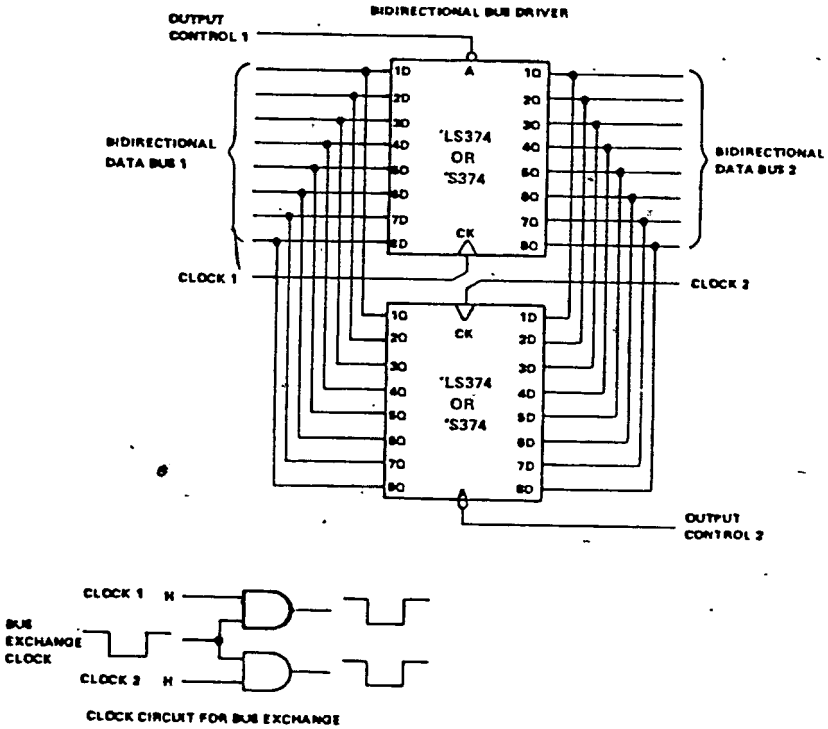 BIDIRECTIONAL BUS DRIVER
OUTPUT
CONTROL 1
A
1D
2D
3D
4D
5D
6D
7D
8D
1Q
2Q
3Q
4Q
5Q
6Q
7Q
8Q
'LS374
OR
'S374
CK
BIDIRECTIONAL
DATA BUS 1
BIDIRECTIONAL
DATA BUS 2
CLOCK 1
CLOCK 2
CK
1Q
2Q
3Q
4Q
5Q
6Q
7Q
8Q
1D
2D
3D
4D
5D
6D
7D
8D
'LS374
OR
'S374
A
OUTPUT
CONTROL 2
CLOCK 1 H
BUS
EXCHANGE
CLOCK
CLOCK 2 H
CLOCK CIRCUIT FOR BUS EXCHANGE